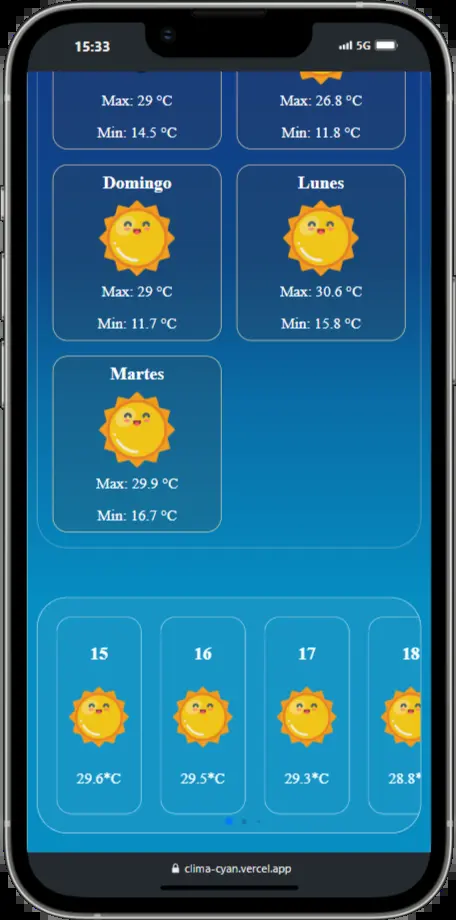 15:33
5G
Max: 29 °C
Max: 26.8 °C
Min: 14.5 °C
Min: 11.8 °C
Domingo
Lunes
Max: 29 °C
Max: 30.6 °C
Min: 11.7 °C
Min: 15.8 °C
Martes
Max: 29.9 °C
Min: 16.7 °C
15
16
17
18
29.6*C
29.5*C
29.3*C
28.8*
clima-cyan.vercel.app